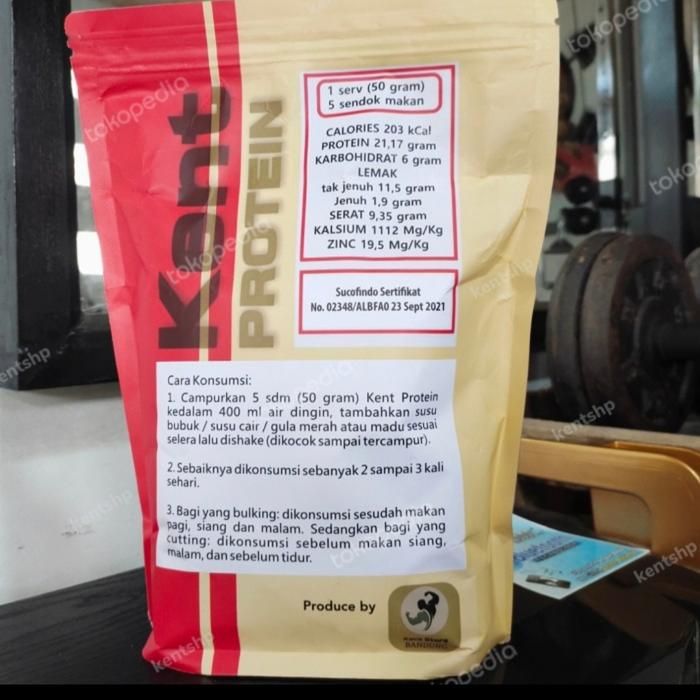 Kent
PROTEIN
1 serv (50 gram)
5 sendok makan
CALORIES 203 kCal
PROTEIN 21,17 gram
KARBOHIDRAT 6 gram
LEMAK
tak jenuh 11,5 gram
Jenuh 1,9 gram
SERAT 9,35 gram
KALSIUM 1112 Mg/Kg
ZINC 19,5 Mg/Kg
Sucofindo Sertifikat
No. 02348/ALBFA0 23 Sept 2021
Cara Konsumsi:
1. Campurkan 5 sdm (50 gram) Kent Protein
kedalam 400 ml air dingin, tambahkan susu
bubuk / susu cair / gula merah atau madu sesuai
selera lalu dishake (dikocok sampai tercampur).
2. Sebaiknya dikonsumsi sebanyak 2 sampai 3 kali
sehari.
3. Bagi yang bulking: dikonsumsi sesudah makan
pagi, siang dan malam. Sedangkan bagi yang
cutting: dikonsumsi sebelum makan siang,
malam, dan sebelum tidur.
Produce by
Kent Store
BANDUNG
tokopedia
kentshp